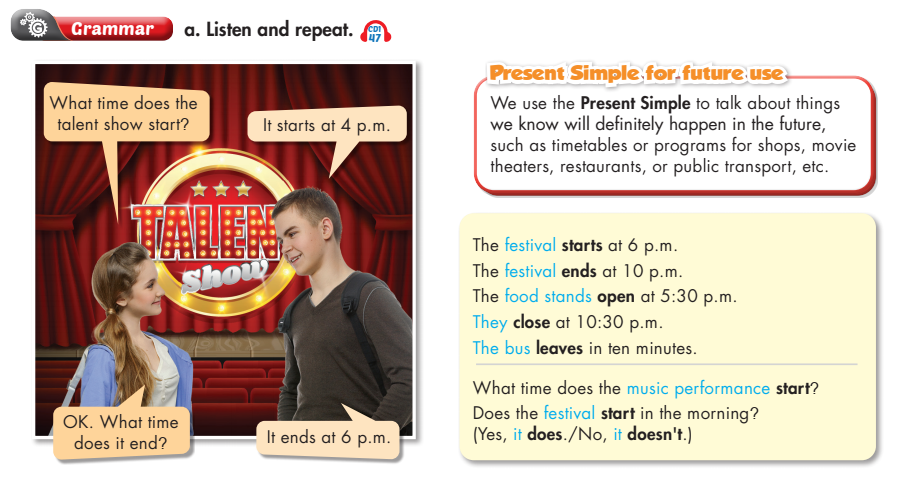 G
Grammar
a. Listen and repeat.
CD1
47
What time does the
talent show start?
It starts at 4 p.m.
TALEN
Show
OK. What time
does it end?
It ends at 6 p.m.
Present Simple for future use
We use the Present Simple to talk about things
we know will definitely happen in the future,
such as timetables or programs for shops, movie
theaters, restaurants, or public transport, etc.
The festival starts at 6 p.m.
The festival ends at 10 p.m.
The food stands open at 5:30 p.m.
They close at 10:30 p.m.
The bus leaves in ten minutes.
What time does the music performance start?
Does the festival start in the morning?
(Yes, it does./No, it doesn't.)